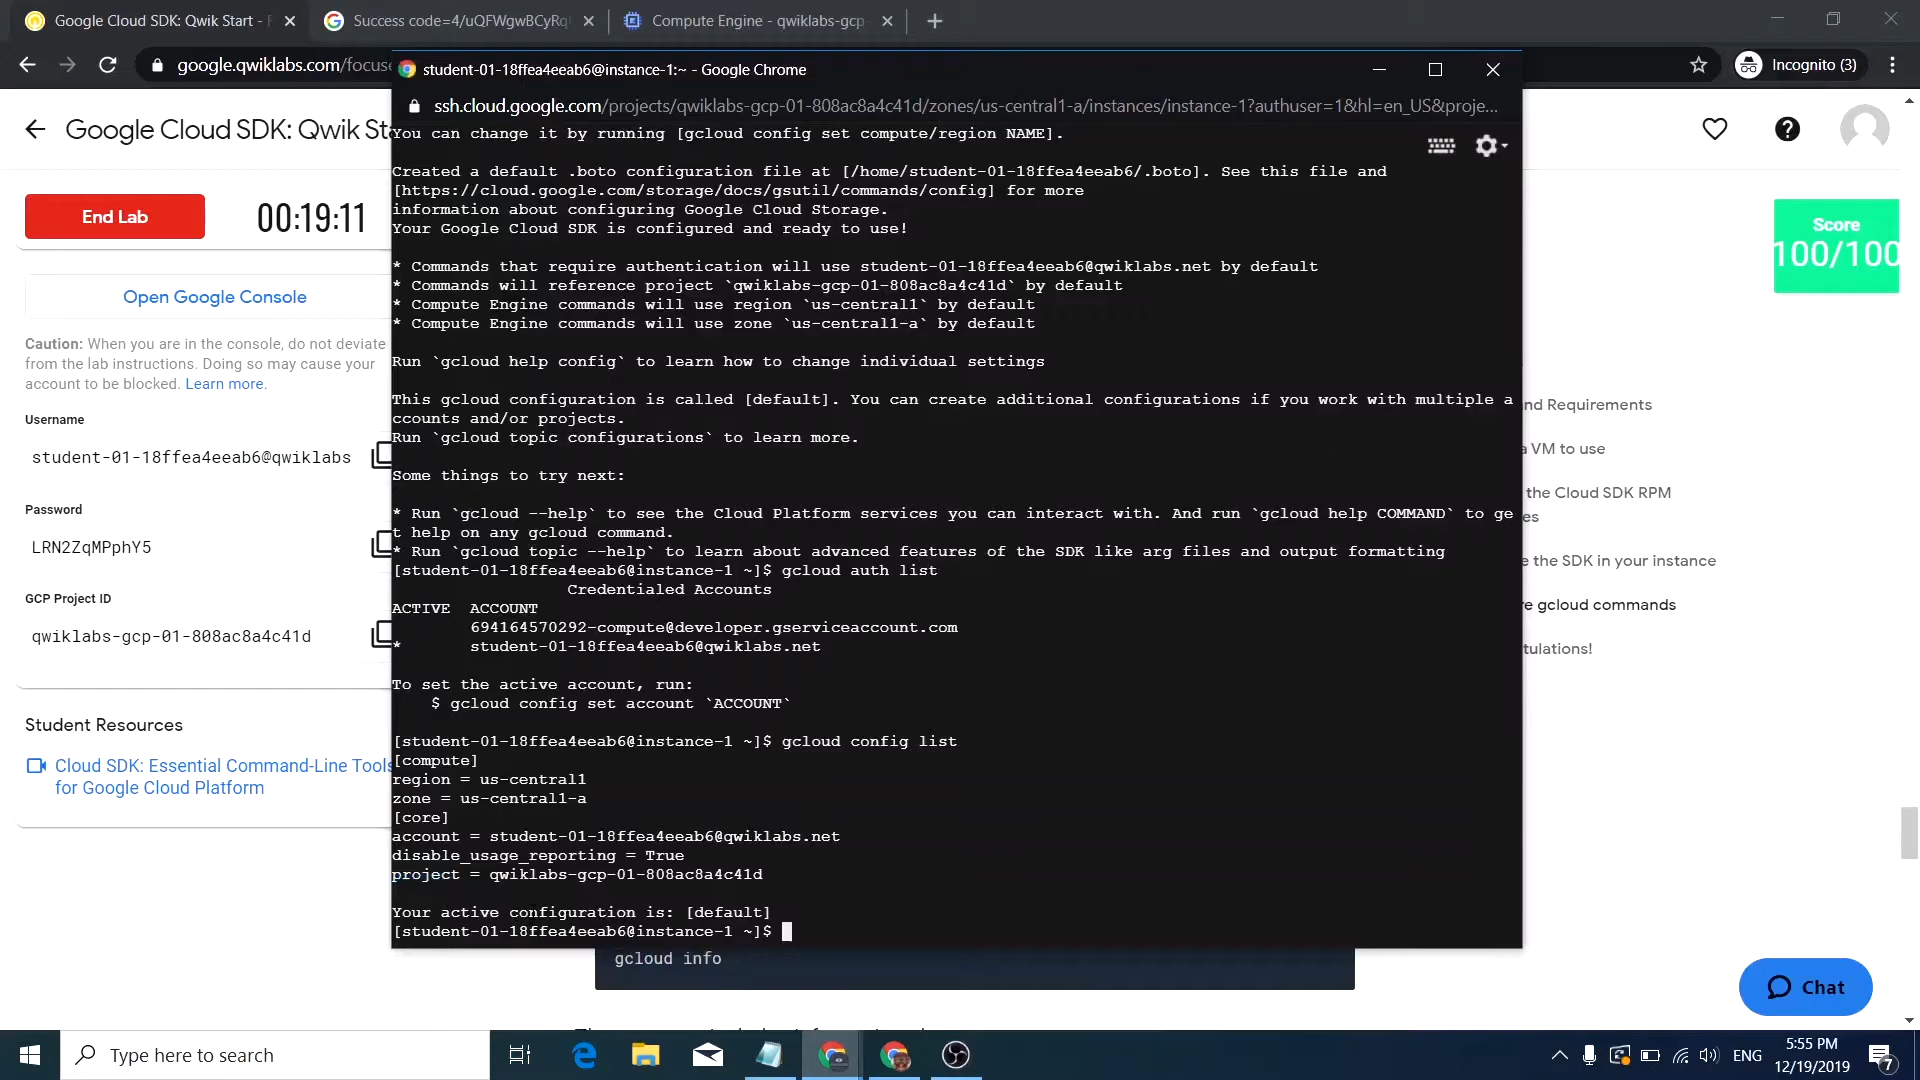 Google Cloud SDK: Qwik Start -
Success code=4/uQFWgwBCyRq
Compute Engine - qwiklabs-gcp-
google.qwiklabs.com/focuse
Incognito (3)
student-01-18ffea4eeab6@instance-1:~ - Google Chrome
ssh.cloud.google.com/projects/qwiklabs-gcp-01-808ac8a4c41d/zones/us-central1-a/instances/instance-1?authuser=1&hl=en_US&proje...
Google Cloud SDK: Qwik Sta
End Lab
00:19:11
Open Google Console
Caution: When you are in the console, do not deviate
from the lab instructions. Doing so may cause your
account to be blocked. Learn more.
Username
student-01-18ffea4eeab6@qwiklabs
Password
LRN2ZqMPphY5
GCP Project ID
qwiklabs-gcp-01-808ac8a4c41d
Student Resources
Cloud SDK: Essential Command-Line Tools
for Google Cloud Platform
You can change it by running [gcloud config set compute/region NAME].
Created a default .boto configuration file at [/home/student-01-18ffea4eeab6/.boto]. See this file and
[https://cloud.google.com/storage/docs/gsutil/commands/config] for more
information about configuring Google Cloud Storage.
Your Google Cloud SDK is configured and ready to use!
* Commands that require authentication will use student-01-18ffea4eeab6@qwiklabs.net by default
* Commands will reference project `qwiklabs-gcp-01-808ac8a4c41d` by default
* Compute Engine commands will use region `us-central1` by default
* Compute Engine commands will use zone `us-central1-a` by default
Run `gcloud help config` to learn how to change individual settings
This gcloud configuration is called [default]. You can create additional configurations if you work with multiple a
ccounts and/or projects.
Run `gcloud topic configurations` to learn more.
Some things to try next:
* Run `gcloud --help` to see the Cloud Platform services you can interact with. And run `gcloud help COMMAND` to ge
t help on any gcloud command.
* Run `gcloud topic --help` to learn about advanced features of the SDK like arg files and output formatting
[student-01-18ffea4eeab6@instance-1 ~]$ gcloud auth list
Credentialed Accounts
ACTIVE ACCOUNT
694164570292-compute@developer.gserviceaccount.com
* student-01-18ffea4eeab6@qwiklabs.net
To set the active account, run:
$ gcloud config set account `ACCOUNT`
[student-01-18ffea4eeab6@instance-1 ~]$ gcloud config list
[compute]
region = us-central1
zone = us-central1-a
[core]
account = student-01-18ffea4eeab6@qwiklabs.net
disable_usage_reporting = True
project = qwiklabs-gcp-01-808ac8a4c41d
Your active configuration is: [default]
[student-01-18ffea4eeab6@instance-1 ~]$
gcloud info
Score
100/100
nd Requirements
a VM to use
the Cloud SDK RPM
es
e the SDK in your instance
re gcloud commands
tulations!
Chat
Type here to search
ENG
5:55 PM
12/19/2019
7